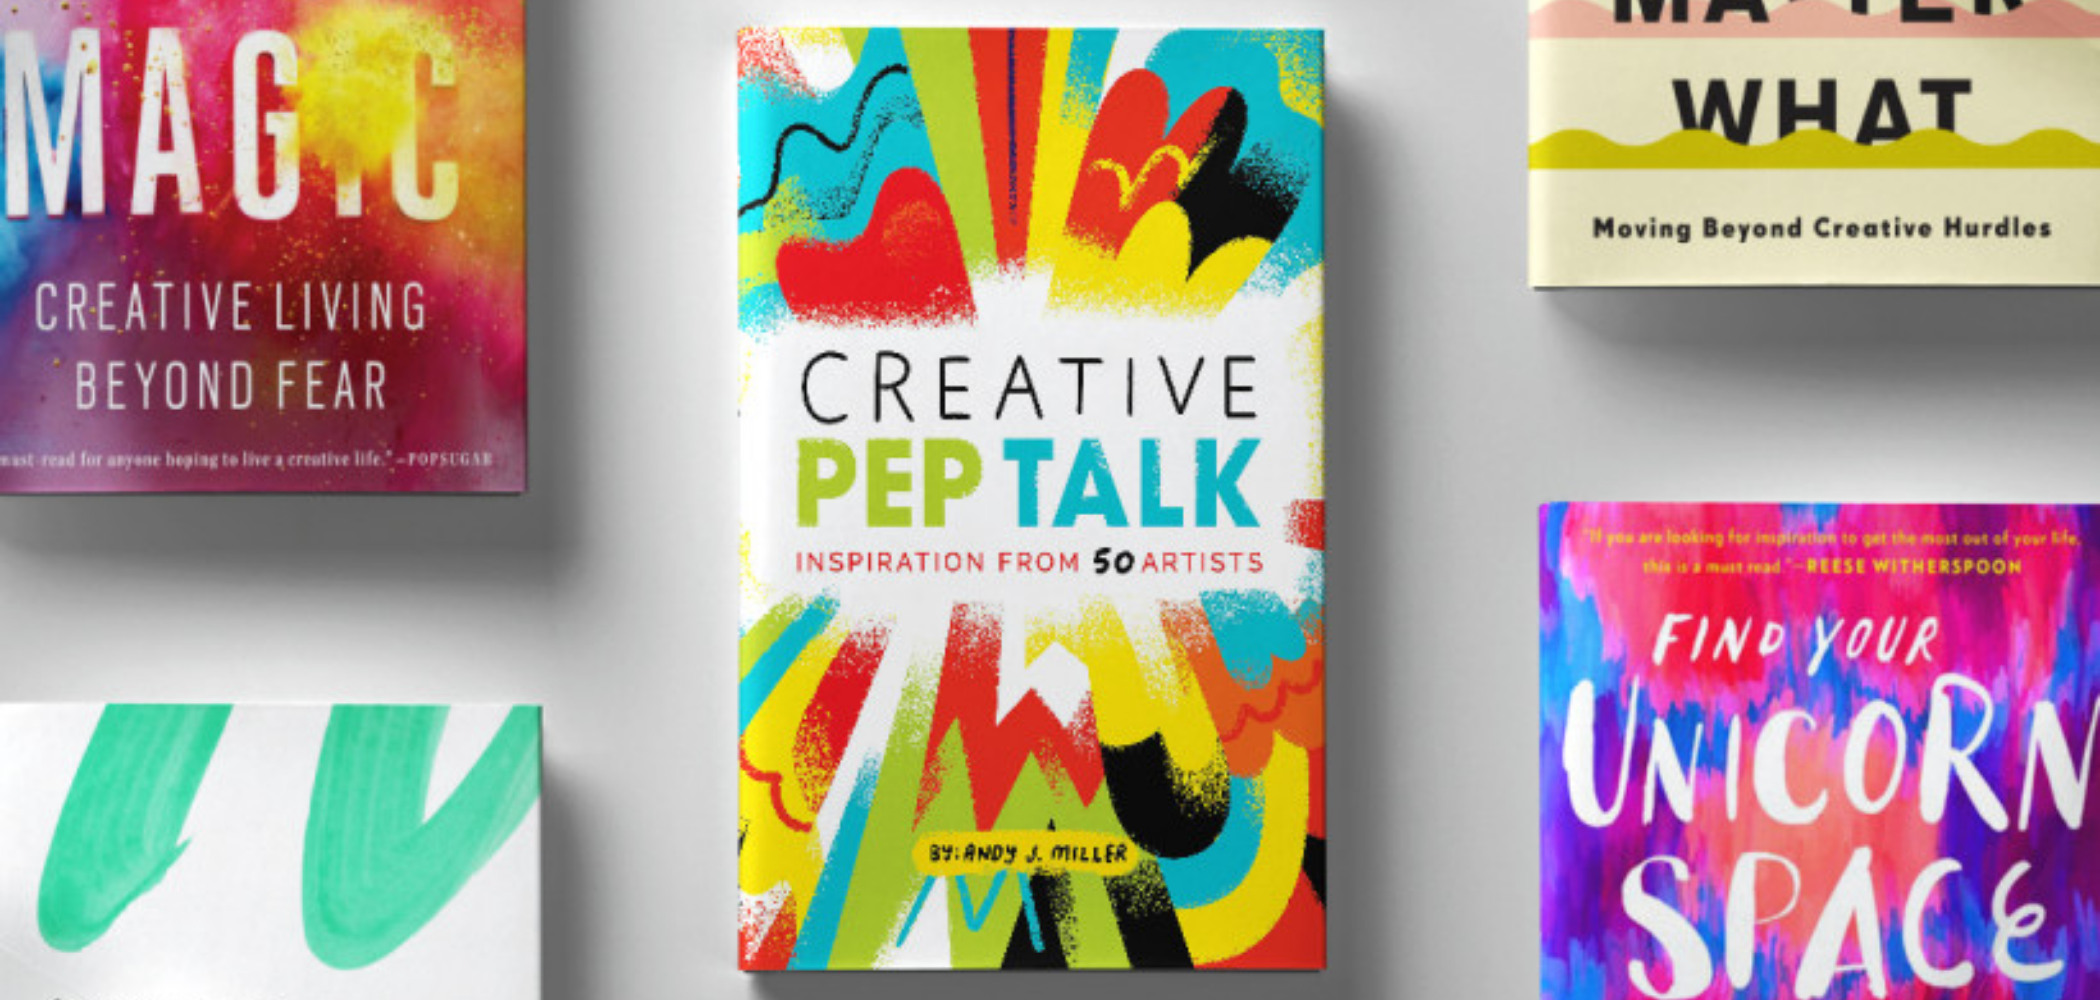 MAGIC
CREATIVE LIVING
BEYOND FEAR
must-read for anyone hoping to live a creative life." —POPSUGAR
CREATIVE
PEP TALK
INSPIRATION FROM 50 ARTISTS
BY: ANDY J. MILLER
WHAT
Moving Beyond Creative Hurdles
"If you are looking for inspiration to get the most out of your life,
this is a must read." —REESE WITHERSPOON
FIND YOUR
UNICORN
SPACE